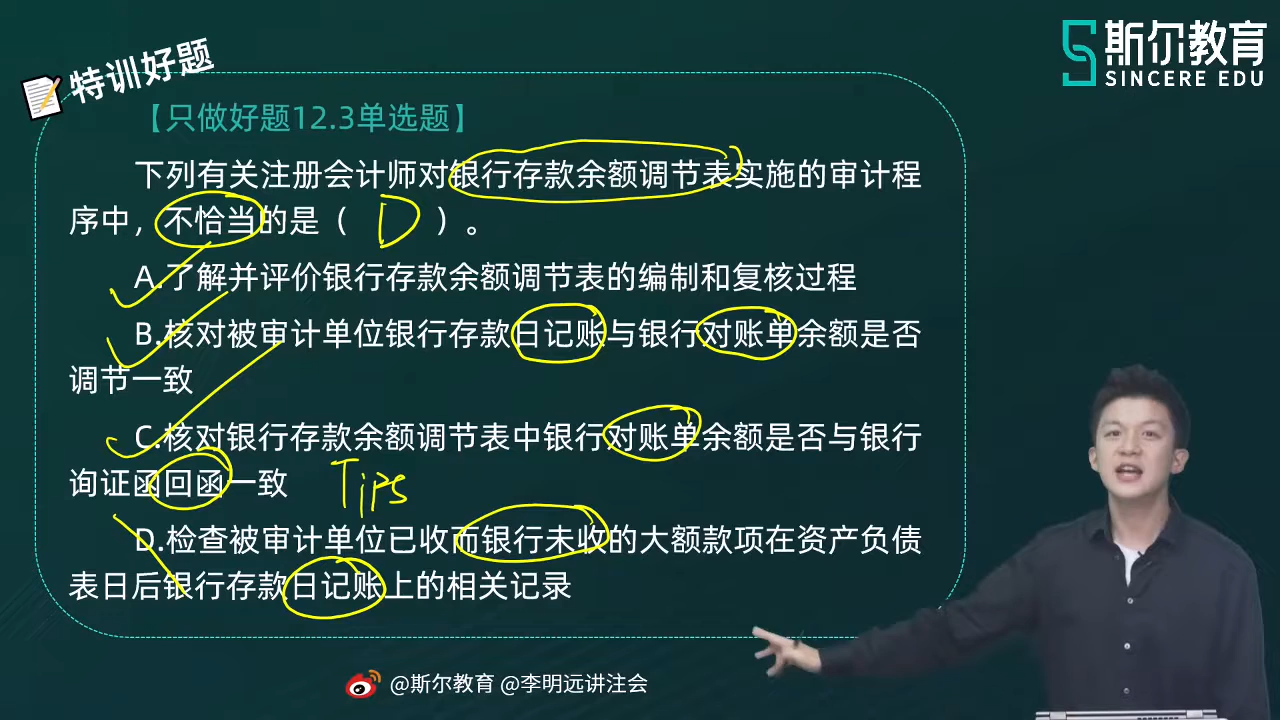 特训好题
斯尔教育
SINCERE EDU
【只做好题12.3单选题】
下列有关注册会计师对银行存款余额调节表实施的审计程
序中，不恰当的是（ D ）。
A.了解并评价银行存款余额调节表的编制和复核过程
B.核对被审计单位银行存款日记账与银行对账单余额是否
调节一致
C.核对银行存款余额调节表中银行对账单余额是否与银行
询证函回函一致 Tips
D.检查被审计单位已收而银行未收的大额款项在资产负债
表日后银行存款日记账上的相关记录
@斯尔教育 @李明远讲注会